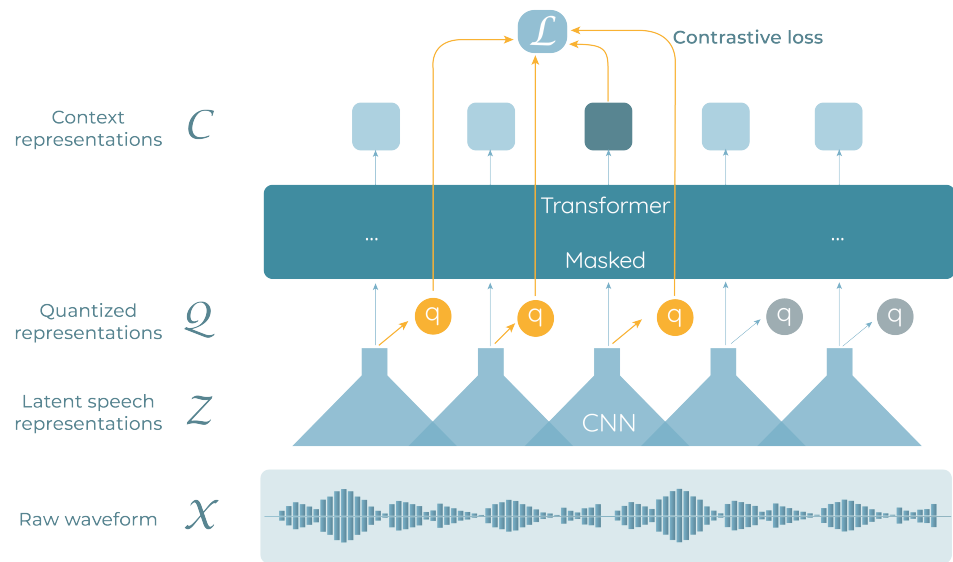 ℒ
Contrastive loss
Context
representations C
Transformer
... ...
Masked
Quantized
representations Q
q q q q q
Latent speech
representations Z
CNN
Raw waveform X